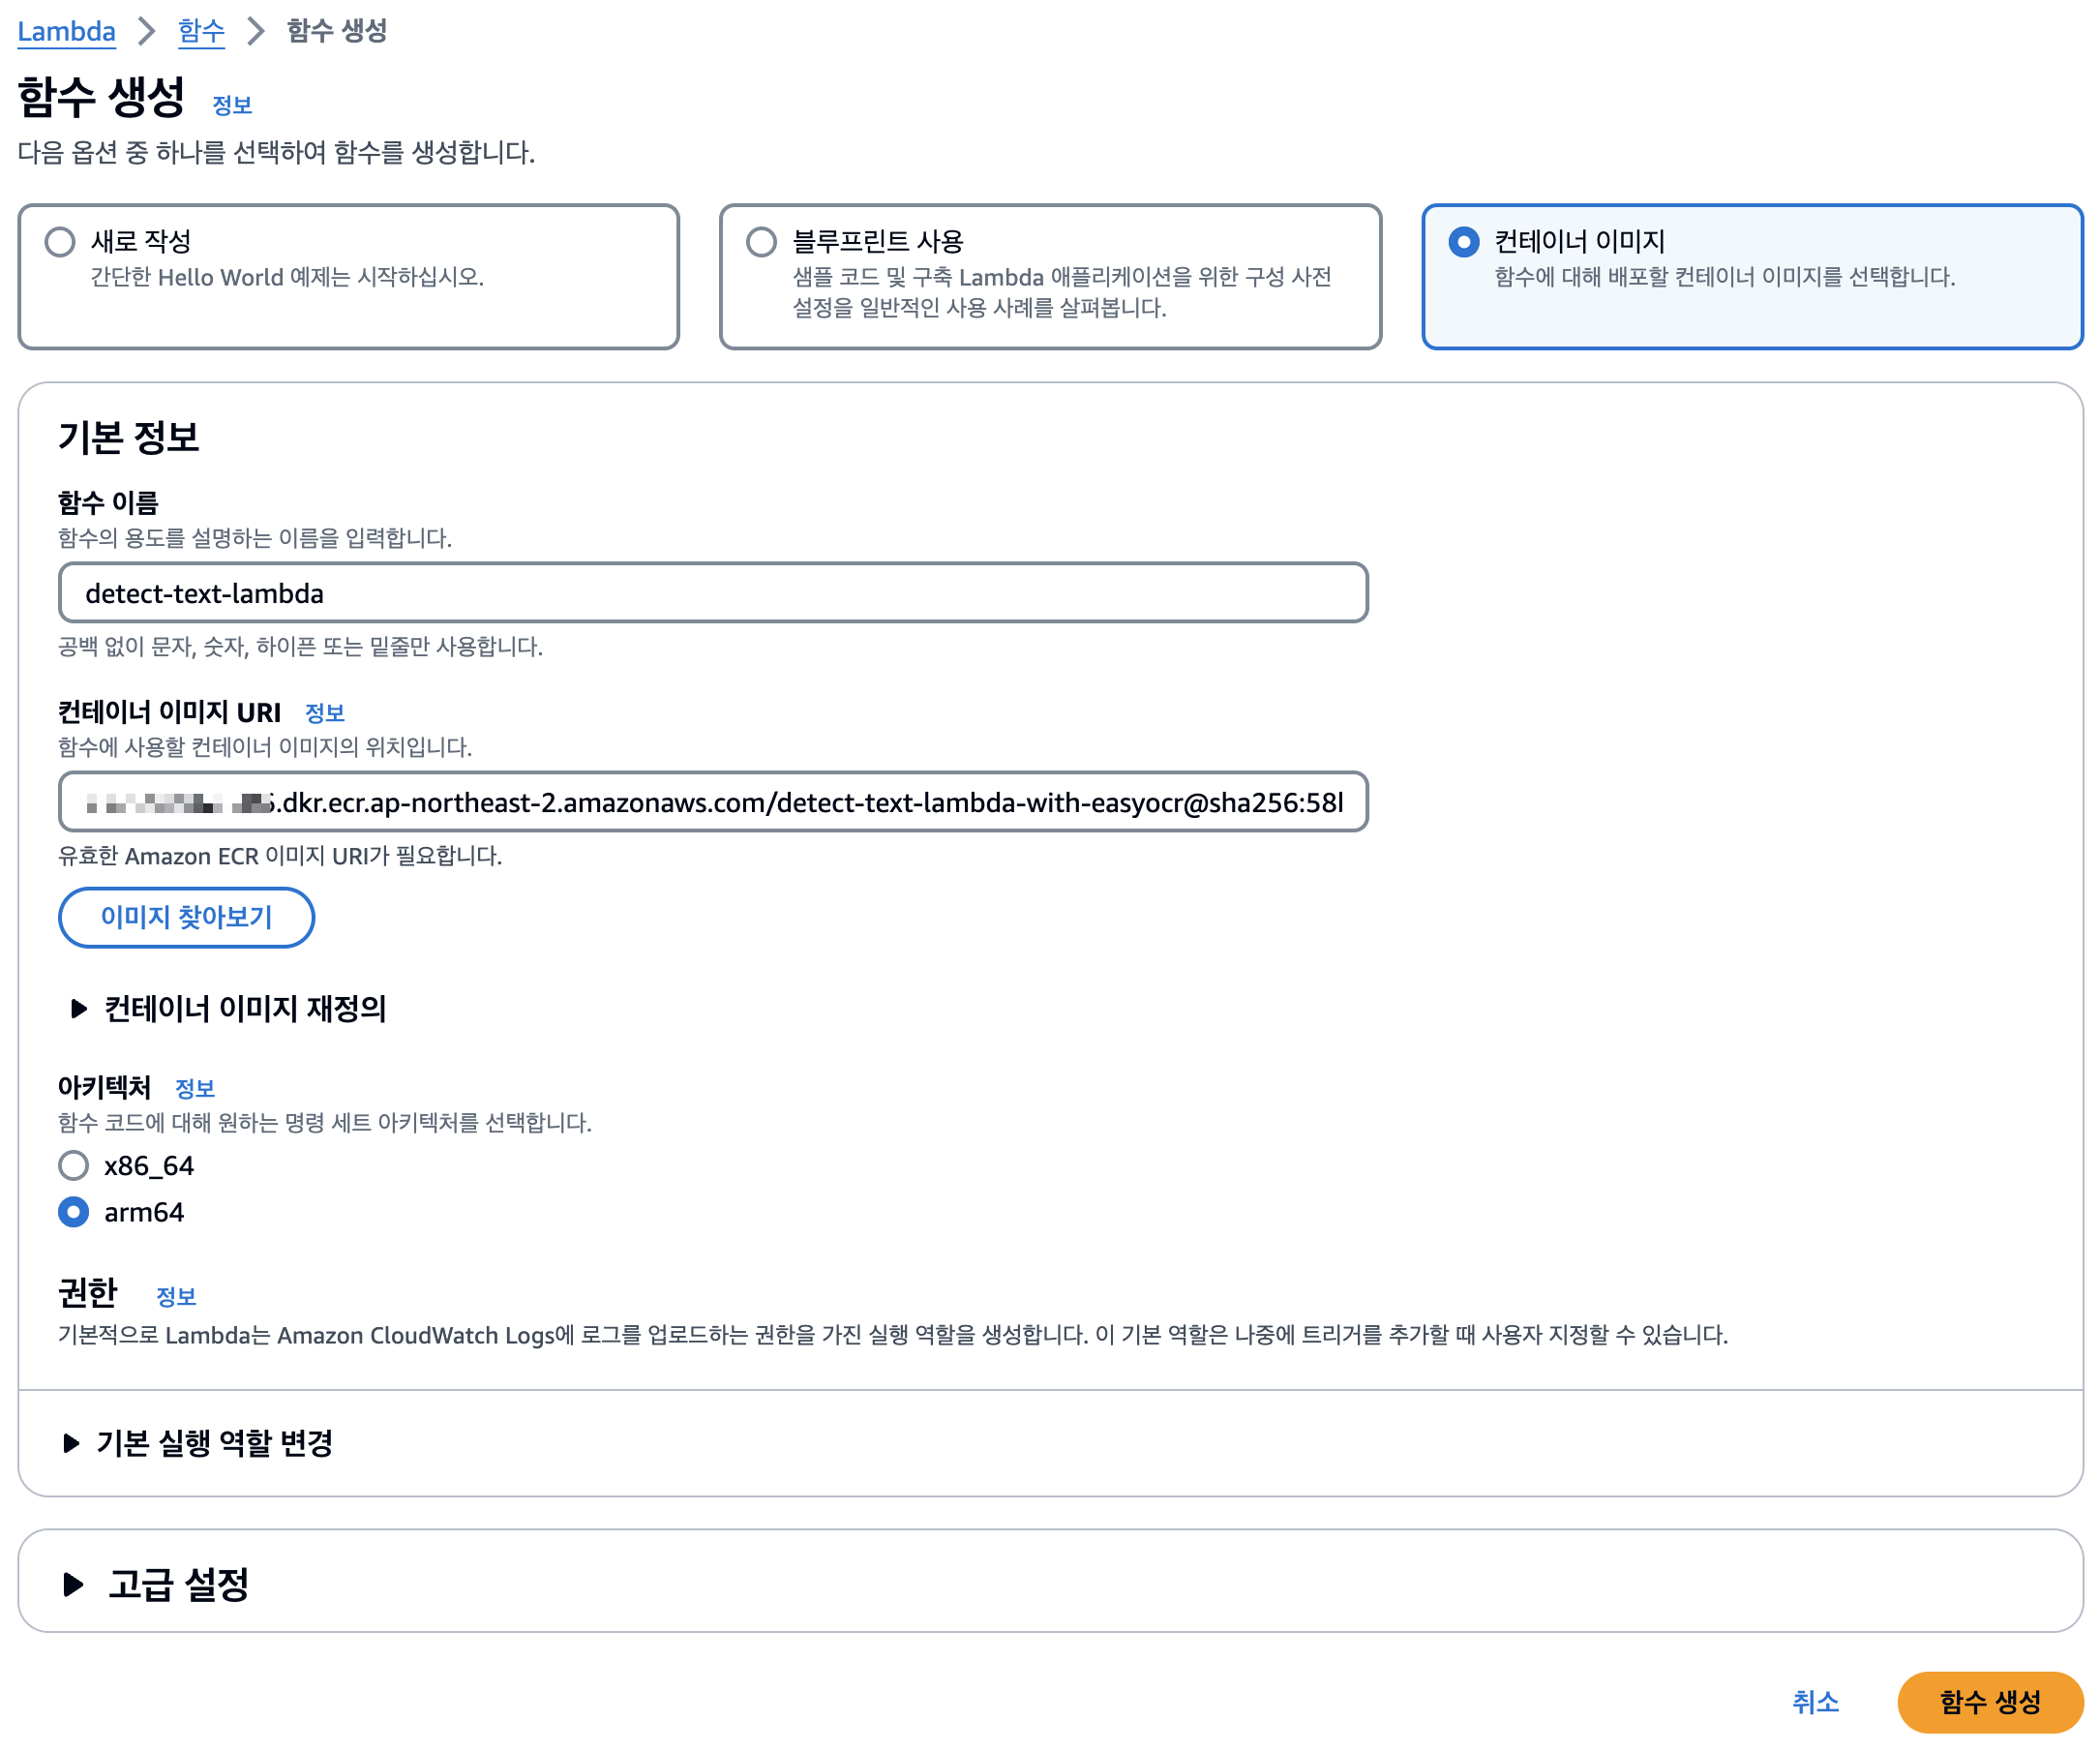 Lambda > 함수 > 함수 생성
함수 생성 정보
다음 옵션 중 하나를 선택하여 함수를 생성합니다.
새로 작성
간단한 Hello World 예제는 시작하십시오.
블루프린트 사용
샘플 코드 및 구축 Lambda 애플리케이션을 위한 구성 사전
설정을 일반적인 사용 사례를 살펴봅니다.
컨테이너 이미지
함수에 대해 배포할 컨테이너 이미지를 선택합니다.
기본 정보
함수 이름
함수의 용도를 설명하는 이름을 입력합니다.
detect-text-lambda
공백 없이 문자, 숫자, 하이픈 또는 밑줄만 사용합니다.
컨테이너 이미지 URI 정보
함수에 사용할 컨테이너 이미지의 위치입니다.
.dkr.ecr.ap-northeast-2.amazonaws.com/detect-text-lambda-with-easyocr@sha256:58
유효한 Amazon ECR 이미지 URI가 필요합니다.
이미지 찾아보기
컨테이너 이미지 재정의
아키텍처 정보
함수 코드에 대해 원하는 명령 세트 아키텍처를 선택합니다.
x86_64
arm64
권한 정보
기본적으로 Lambda는 Amazon CloudWatch Logs에 로그를 업로드하는 권한을 가진 실행 역할을 생성합니다. 이 기본 역할은 나중에 트리거를 추가할 때 사용자 지정할 수 있습니다.
기본 실행 역할 변경
고급 설정
취소
함수 생성